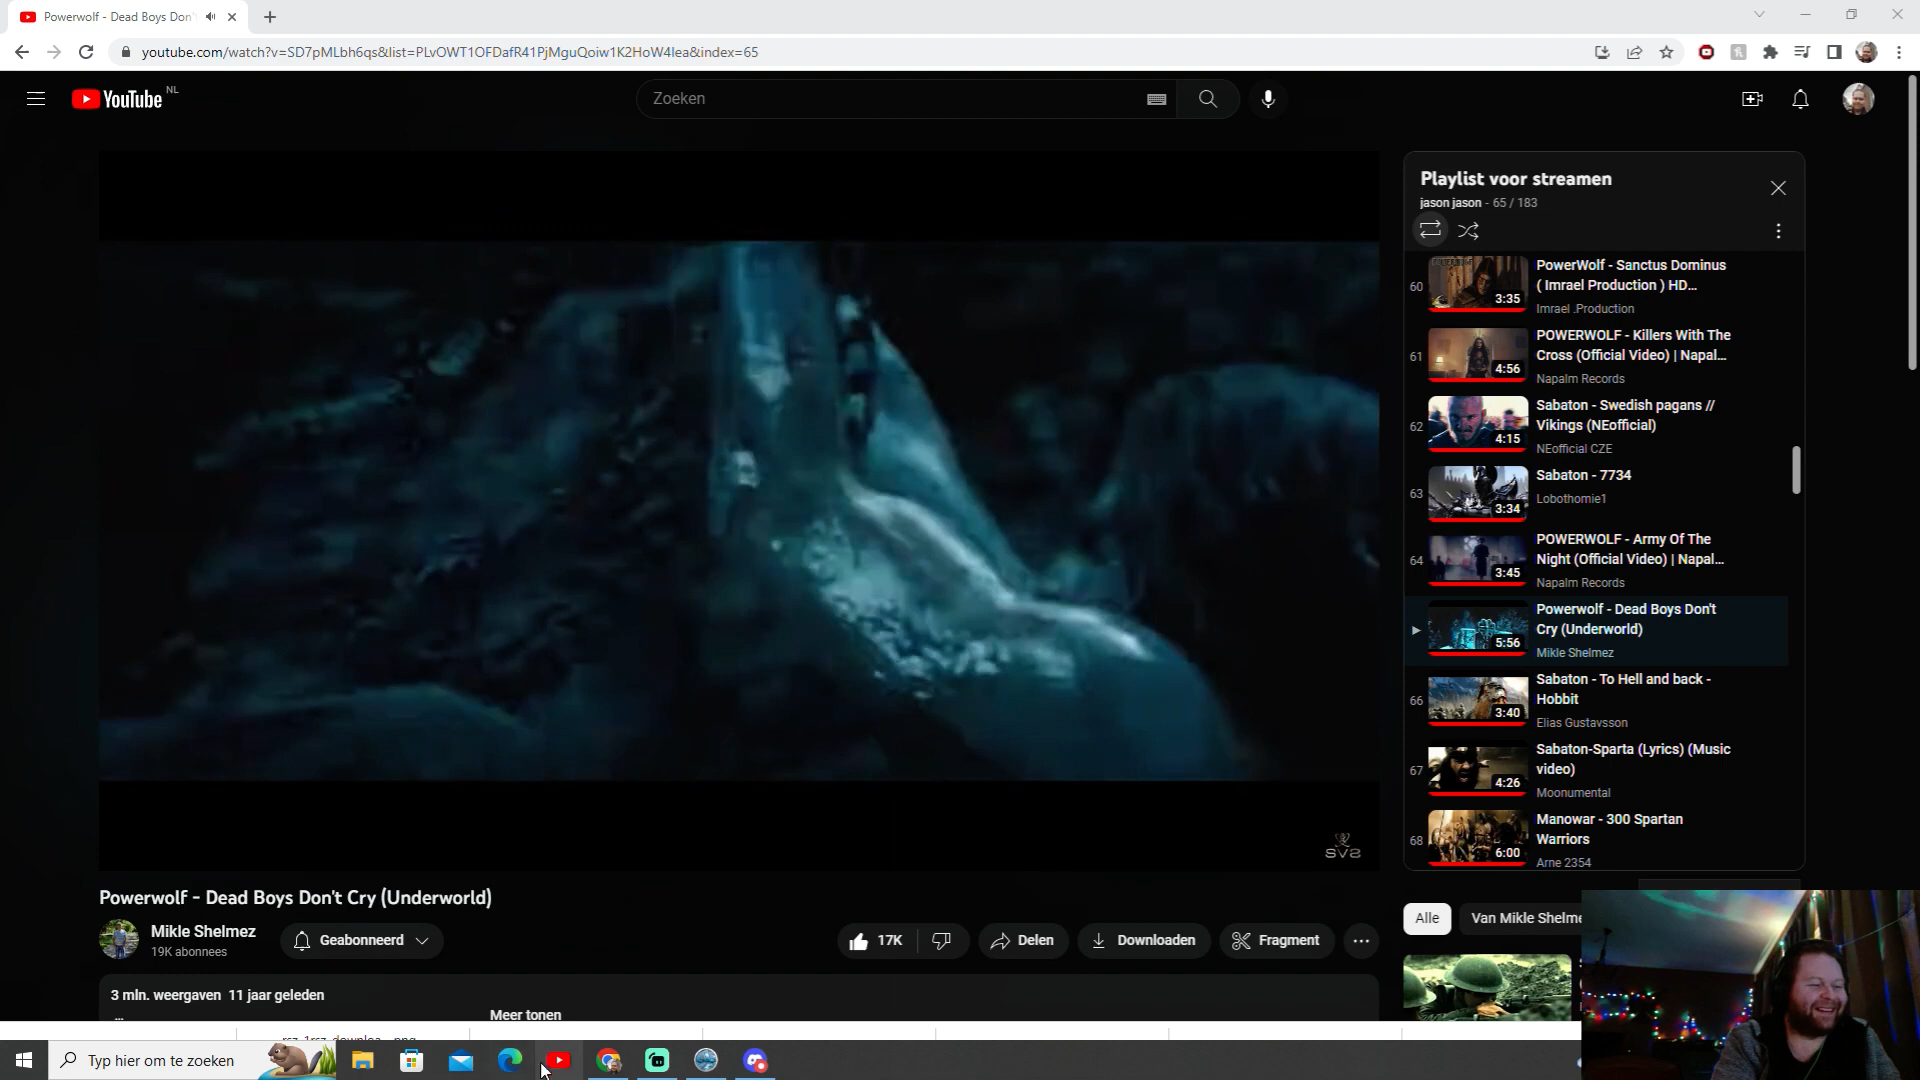 Powerwolf - Dead Boys Don'
youtube.com/watch?v=SD7pMLbh6qs&list=PLvOWT1OFDafR41PjMguQoiw1K2HoW4lea&index=65
YouTube NL
Zoeken
Playlist voor streamen
jason jason - 65 / 183
60
PowerWolf - Sanctus Dominus
( Imrael Production ) HD...
3:35
Imrael .Production
61
POWERWOLF - Killers With The
Cross (Official Video) | Napal...
4:56
Napalm Records
62
Sabaton - Swedish pagans //
Vikings (NEofficial)
4:15
NEofficial CZE
63
Sabaton - 7734
Lobothomie1
3:34
64
POWERWOLF - Army Of The
Night (Official Video) | Napal...
3:45
Napalm Records
Powerwolf - Dead Boys Don't
Cry (Underworld)
5:56
Mikle Shelmez
66
Sabaton - To Hell and back -
Hobbit
3:40
Elias Gustavsson
67
Sabaton-Sparta (Lyrics) (Music
video)
4:26
Moonumental
68
Manowar - 300 Spartan
Warriors
6:00
Arne 2354
SVS
Powerwolf - Dead Boys Don't Cry (Underworld)
Mikle Shelmez
19K abonnees
Geabonneerd
17K
Delen
Downloaden
Fragment
Alle
Van Mikle Shelme
3 mln. weergaven 11 jaar geleden
...
Meer tonen
Typ hier om te zoeken